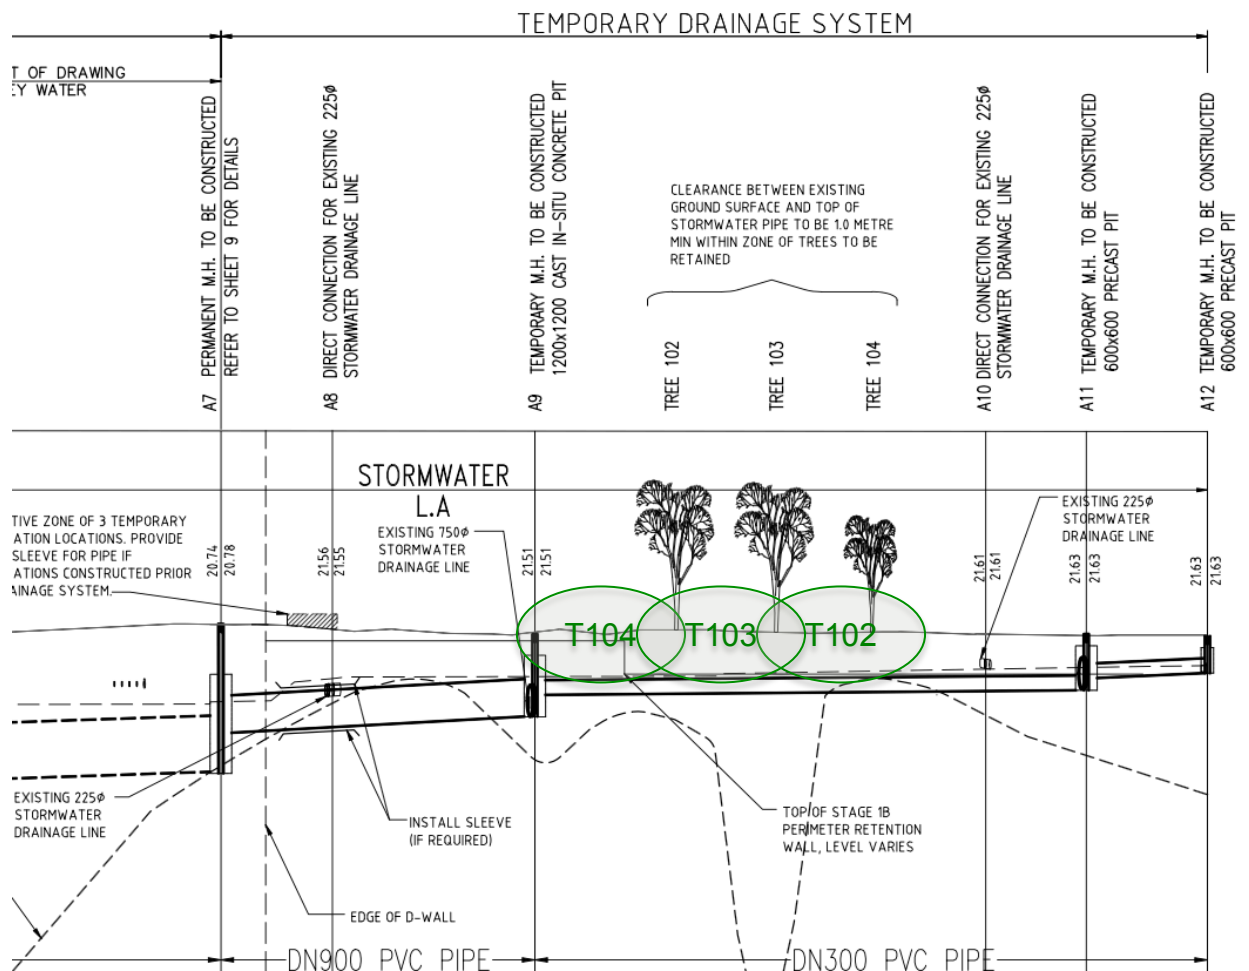 TEMPORARY DRAINAGE SYSTEM
T OF DRAWING
EY WATER
A7 PERMANENT M.H. TO BE CONSTRUCTED
REFER TO SHEET 9 FOR DETAILS
A8 DIRECT CONNECTION FOR EXISTING 225ø
STORMWATER DRAINAGE LINE
A9 TEMPORARY M.H. TO BE CONSTRUCTED
1200x1200 CAST IN-SITU CONCRETE PIT
CLEARANCE BETWEEN EXISTING
GROUND SURFACE AND TOP OF
STORMWATER PIPE TO BE 1.0 METRE
MIN WITHIN ZONE OF TREES TO BE
RETAINED
TREE 102
TREE 103
TREE 104
A10 DIRECT CONNECTION FOR EXISTING 225ø
STORMWATER DRAINAGE LINE
A11 TEMPORARY M.H. TO BE CONSTRUCTED
600x600 PRECAST PIT
A12 TEMPORARY M.H. TO BE CONSTRUCTED
600x600 PRECAST PIT
STORMWATER
L.A
TIVE ZONE OF 3 TEMPORARY
ATION LOCATIONS. PROVIDE
SLEEVE FOR PIPE IF
ATIONS CONSTRUCTED PRIOR
AINAGE SYSTEM.
20.74
20.78
21.56
21.55
EXISTING 750ø
STORMWATER
DRAINAGE LINE
21.51
21.51
21.61
21.61
EXISTING 225ø
STORMWATER
DRAINAGE LINE
21.63
21.63
21.63
21.63
T104
T103
T102
EXISTING 225ø
STORMWATER
DRAINAGE LINE
INSTALL SLEEVE
(IF REQUIRED)
TOP OF STAGE 1B
PERIMETER RETENTION
WALL, LEVEL VARIES
EDGE OF D-WALL
DN900 PVC PIPE
DN300 PVC PIPE